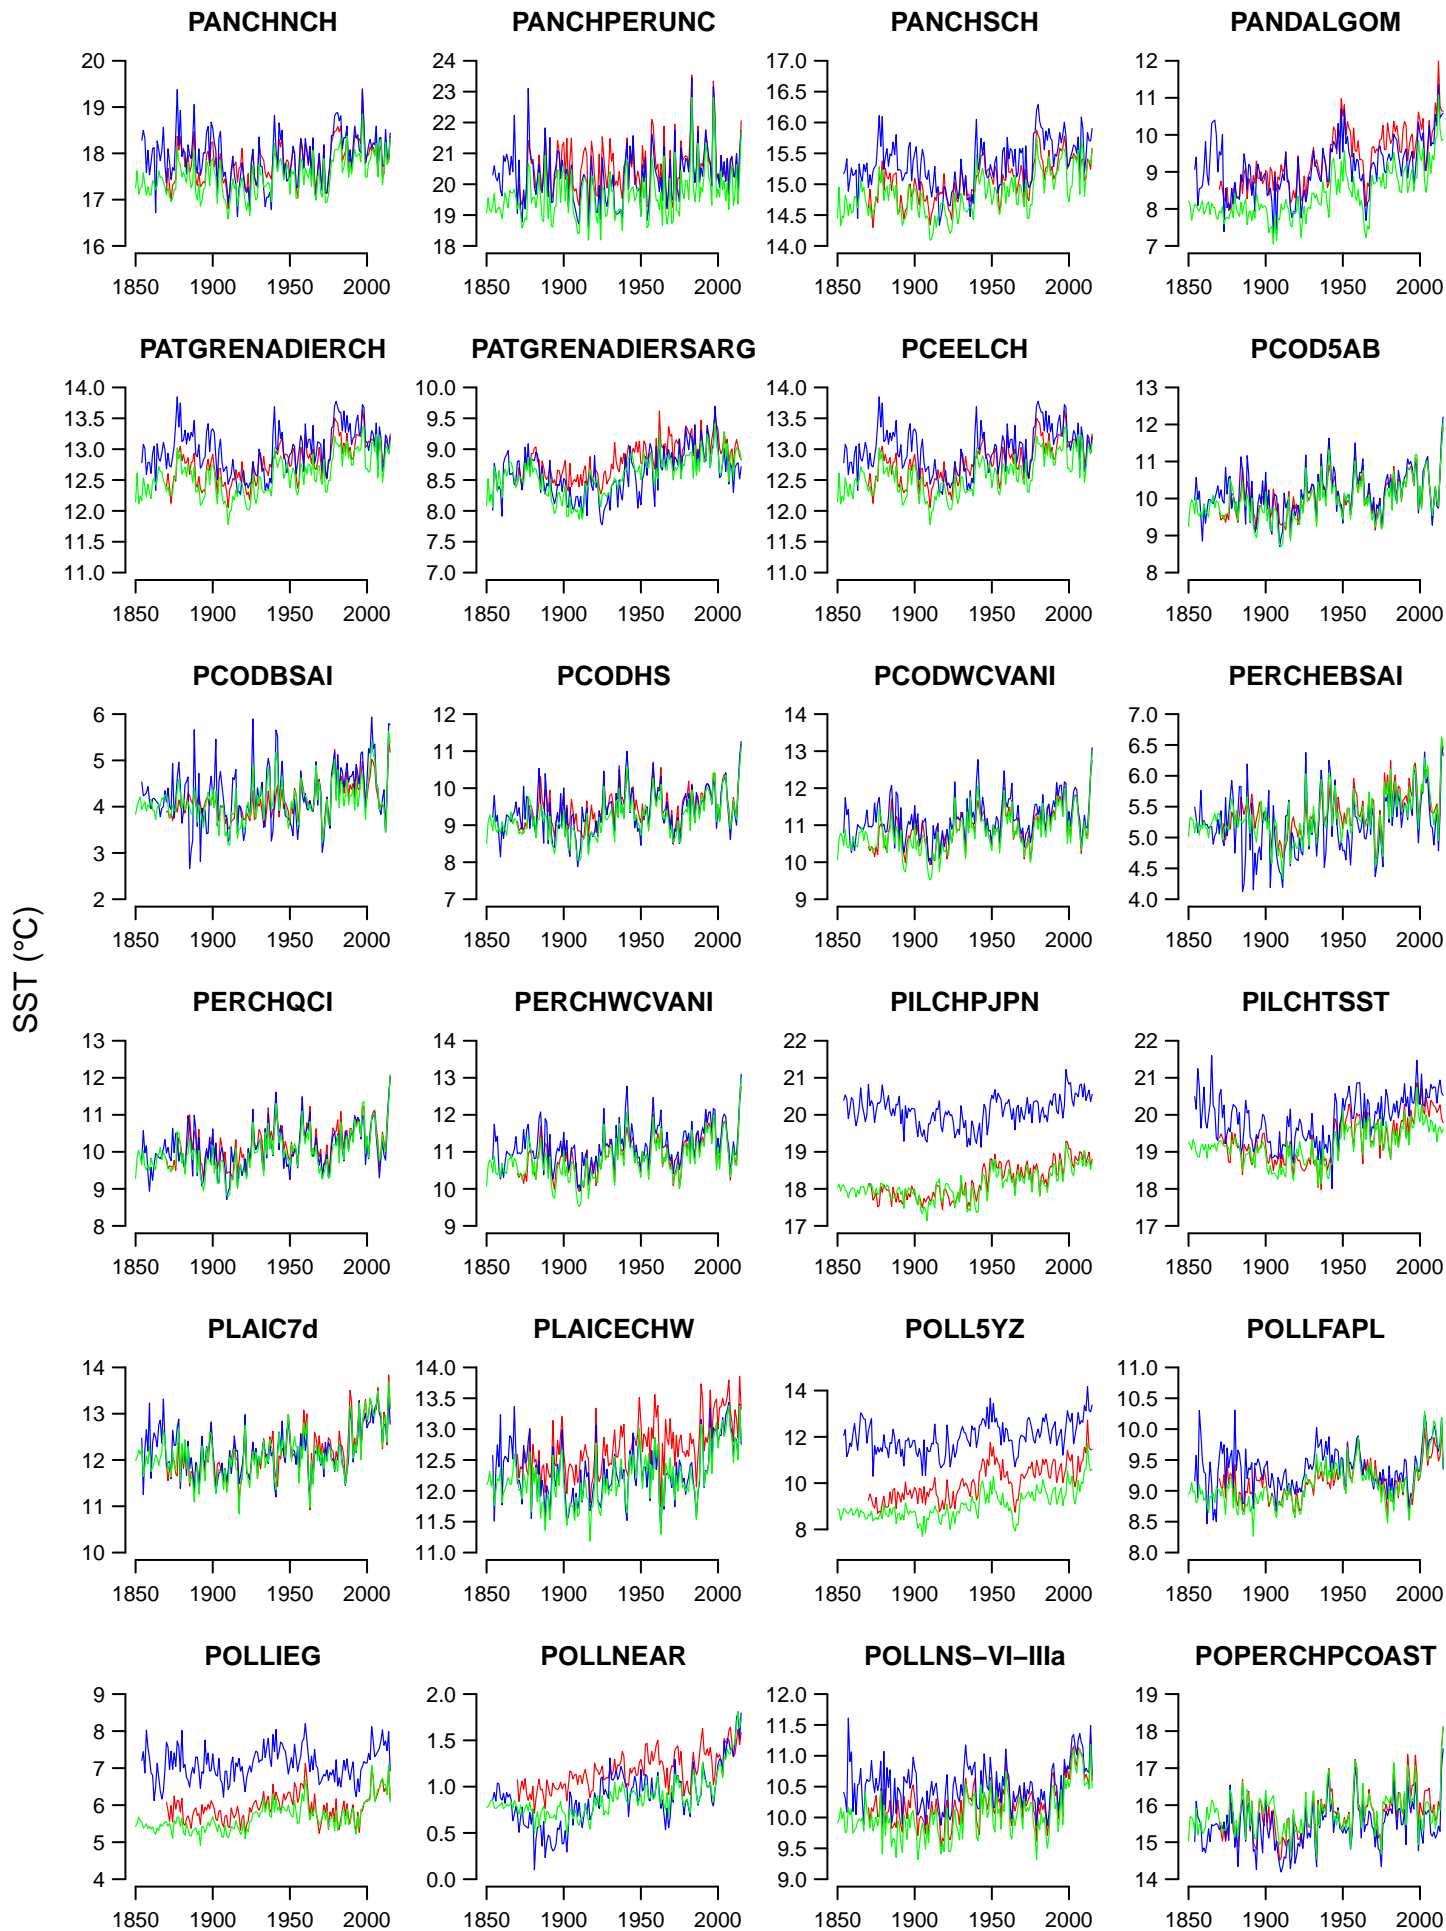 PANCHNCH PANCHPERUNC PANCHSCH PANDALGOM
20 24 17.0 12
19 23 16.5 11
18 22 16.0 10
17 21 15.5 9
16 20 15.0 8
19 14.5 7
18 14.0
1850 1900 1950 2000 1850 1900 1950 2000 1850 1900 1950 2000 1850 1900 1950 2000
PATGRENADIERCH PATGRENADIERSARG PCEELCH PCOD5AB
14.0 10.0 14.0 13
13.5 9.5 13.5 12
13.0 9.0 13.0 11
12.5 8.5 12.5 10
12.0 8.0 12.0 9
11.5 7.5 11.5 8
11.0 7.0 11.0
1850 1900 1950 2000 1850 1900 1950 2000 1850 1900 1950 2000 1850 1900 1950 2000
PCODBSAI PCODHS PCODWCVANI PERCHEBSAI
6 12 14 7.0
5 11 13 6.5
4 10 12 6.0
3 9 11 5.5
2 8 10 5.0
7 9 4.5
4.0
1850 1900 1950 2000 1850 1900 1950 2000 1850 1900 1950 2000 1850 1900 1950 2000
SST (°C)
PERCHQCI PERCHWCVANI PILCHPJPN PILCHTSST
13 14 22 22
12 13 21 21
11 12 20 20
10 11 19 19
9 10 18 18
8 9 17 17
1850 1900 1950 2000 1850 1900 1950 2000 1850 1900 1950 2000 1850 1900 1950 2000
PLAIC7d PLAICECHW POLL5YZ POLLFAPL
14 14.0 14 11.0
13 13.5 12 10.5
12 13.0 10 10.0
11 12.5 8 9.5
10 12.0 9.0
11.5 8.5
11.0 8.0
1850 1900 1950 2000 1850 1900 1950 2000 1850 1900 1950 2000 1850 1900 1950 2000
POLLIEG POLLNEAR POLLNS−VI−IIIa POPERCHPCOAST
9 2.0 12.0 19
8 1.5 11.5 18
7 1.0 11.0 17
6 0.5 10.5 16
5 0.0 10.0 15
4 9.5 14
9.0
1850 1900 1950 2000 1850 1900 1950 2000 1850 1900 1950 2000 1850 1900 1950 2000